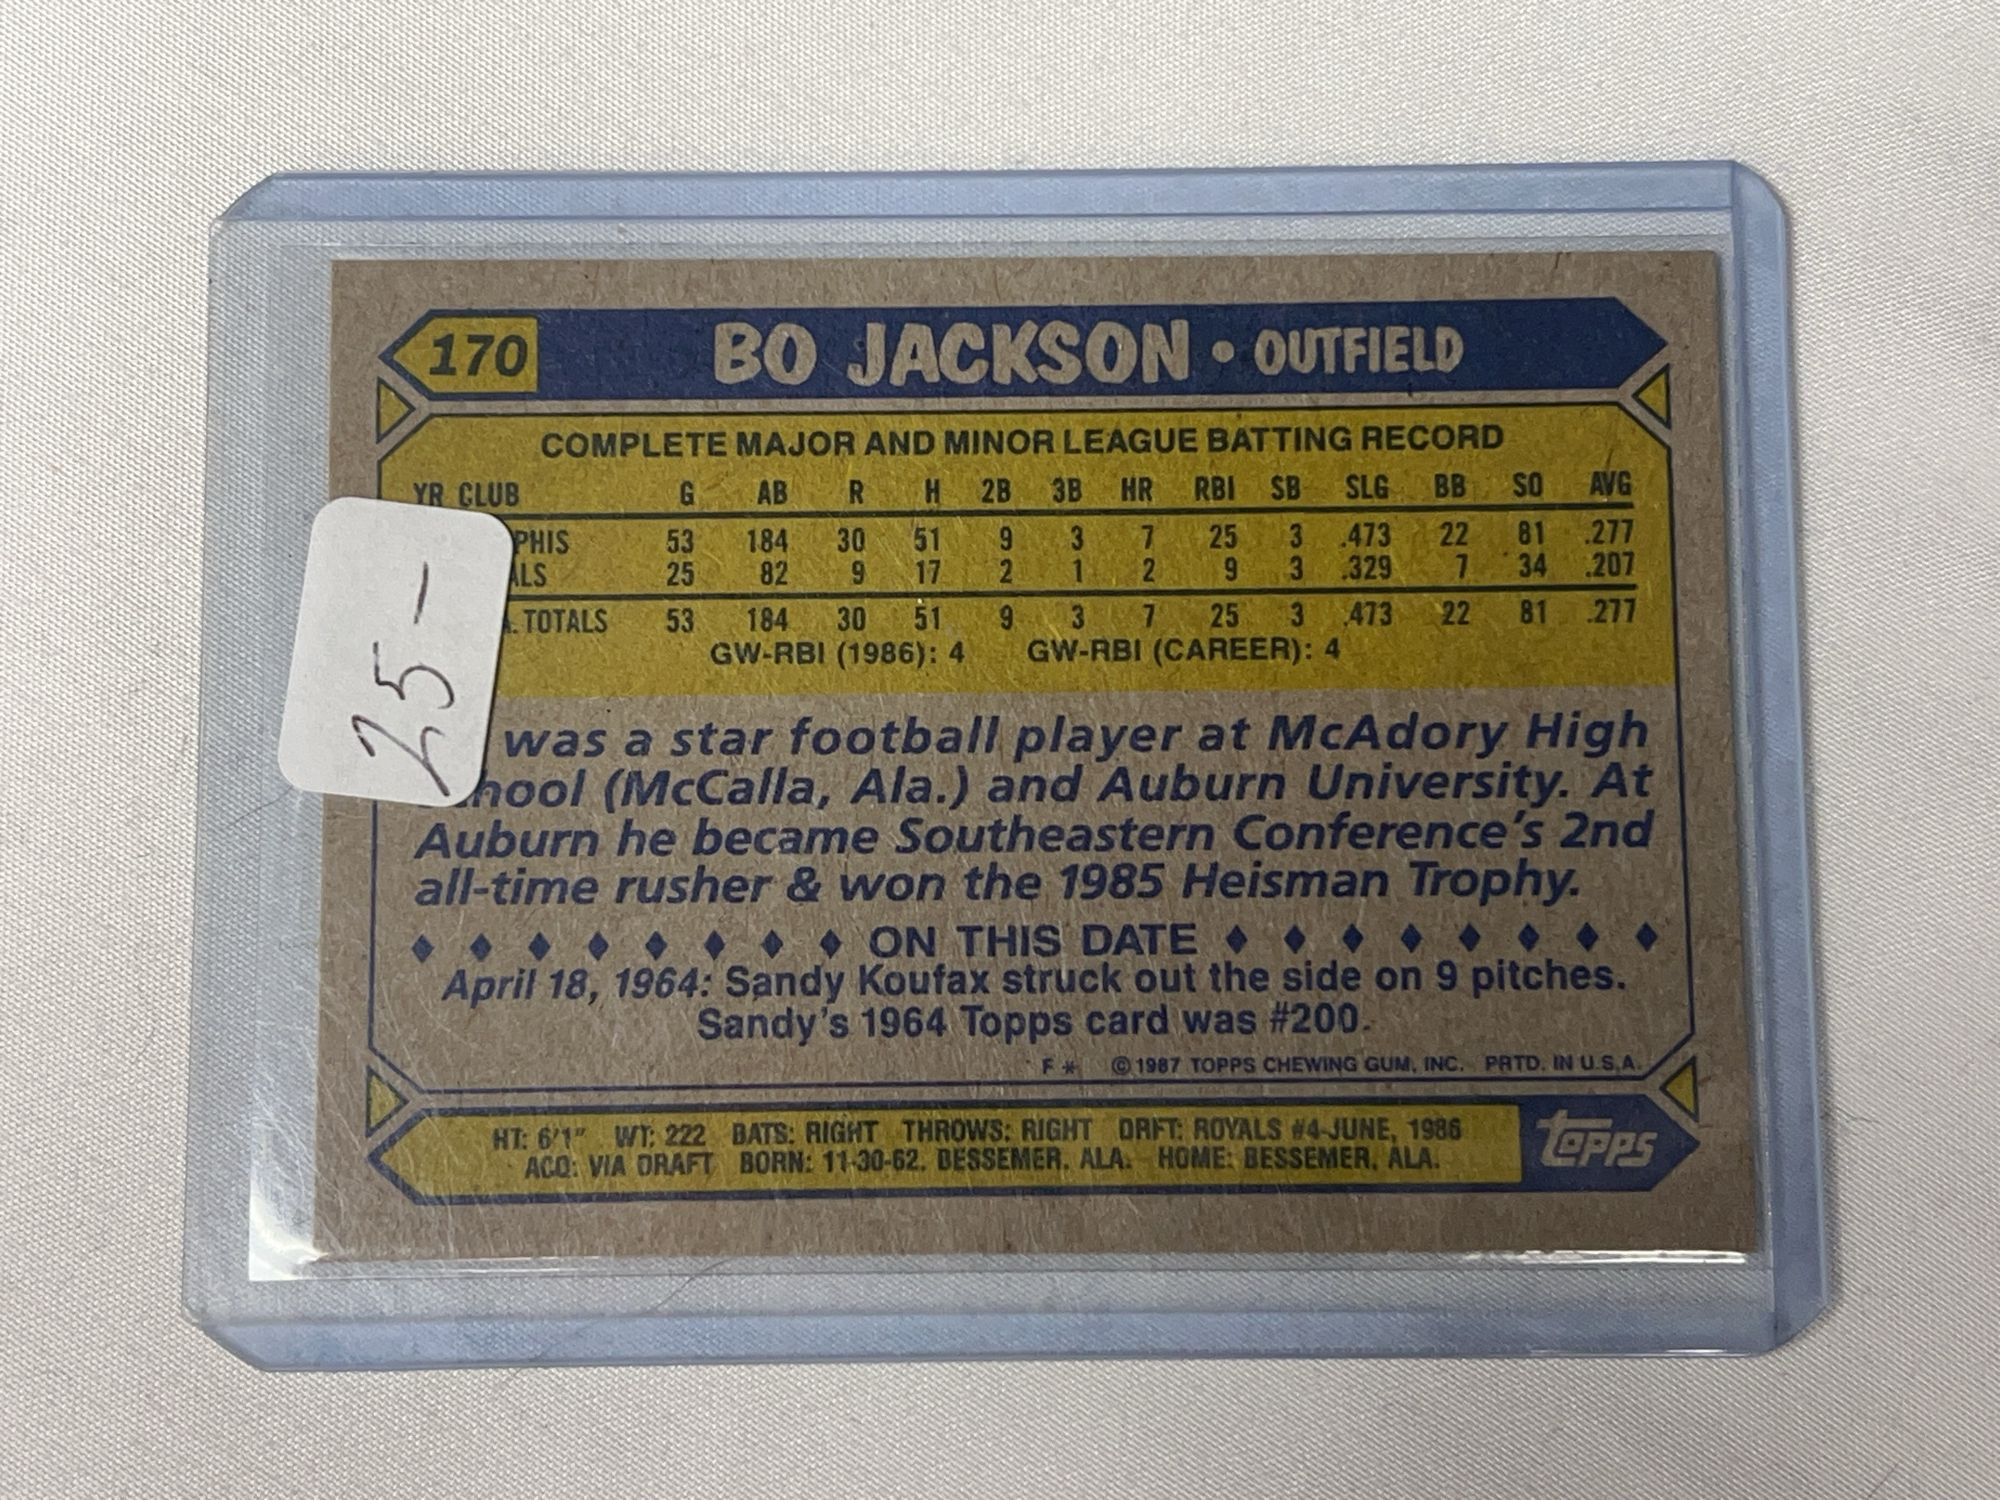 170 BO JACKSON • OUTFIELD
COMPLETE MAJOR AND MINOR LEAGUE BATTING RECORD
YR CLUB G AB R H 2B 3B HR RBI SB SLG BB SO AVG
PHIS 53 184 30 51 9 3 7 25 3 .473 22 81 .277
ALS 25 82 9 17 2 1 2 9 3 .329 7 34 .207
. TOTALS 53 184 30 51 9 3 7 25 3 .473 22 81 .277
GW-RBI (1986): 4 GW-RBI (CAREER): 4
25-
was a star football player at McAdory High
hool (McCalla, Ala.) and Auburn University. At
Auburn he became Southeastern Conference's 2nd
all-time rusher & won the 1985 Heisman Trophy.
♦ ♦ ♦ ♦ ♦ ♦ ♦ ♦ ON THIS DATE ♦ ♦ ♦ ♦ ♦ ♦ ♦ ♦
April 18, 1964: Sandy Koufax struck out the side on 9 pitches.
Sandy's 1964 Topps card was #200.
F * © 1987 TOPPS CHEWING GUM, INC. PRTD. IN U.S.A.
HT: 6'1" WT: 222 BATS: RIGHT THROWS: RIGHT DRFT: ROYALS #4-JUNE, 1986
ACQ: VIA DRAFT BORN: 11-30-62, BESSEMER, ALA. HOME: BESSEMER, ALA.
topps